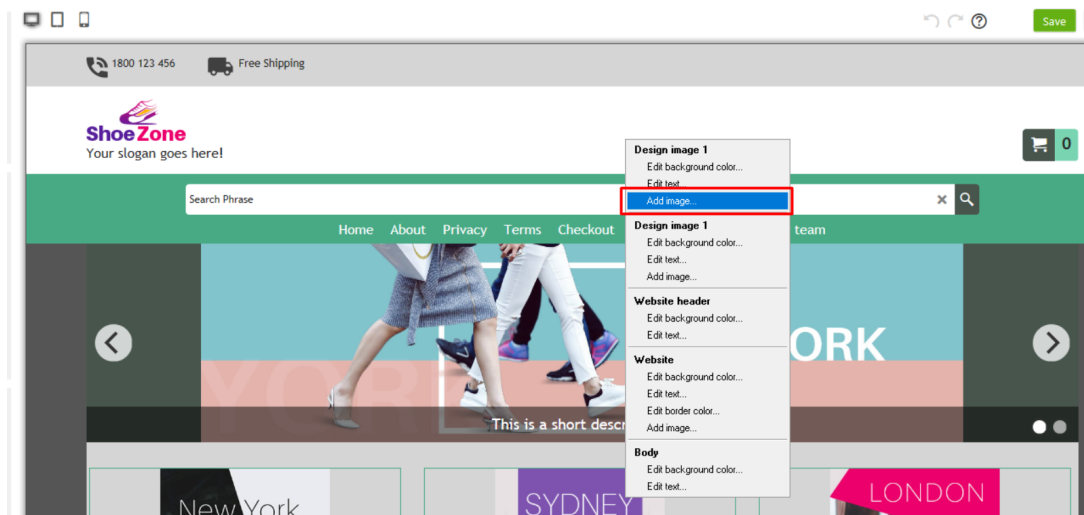 Save
1800 123 456 Free Shipping
ShoeZone
Your slogan goes here!
0
Search Phrase
Home About Privacy Terms Checkout team
Design image 1
Edit background color...
Edit text...
Add image...
Design image 1
Edit background color...
Edit text...
Add image...
Website header
Edit background color...
Edit text...
Website
Edit background color...
Edit text...
Edit border color...
Add image...
Body
Edit background color...
Edit text...
ORK
YORK
This is a short descr
New York
SYDNEY
LONDON